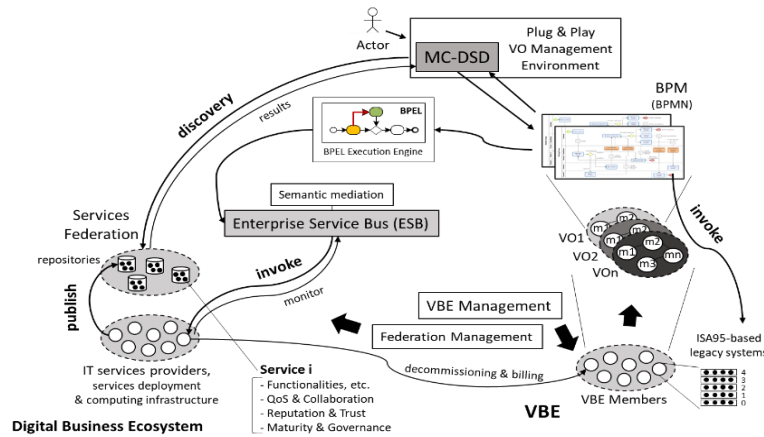 Actor
Plug & Play
VO Management
Environment
MC-DSD
BPM
(BPMN)
discovery
results
BPEL
BPEL Execution Engine
Semantic mediation
Enterprise Service Bus (ESB)
Services
Federation
repositories
invoke
monitor
publish
VO1
VO2
VOn
m2
m1
m2
m1
m3
mn
invoke
VBE Management
Federation Management
ISA95-based
legacy systems
4
3
2
1
0
IT services providers,
services deployment
& computing infrastructure
Service i
- Functionalities, etc.
- QoS & Collaboration
- Reputation & Trust
- Maturity & Governance
decommissioning & billing
VBE
VBE Members
Digital Business Ecosystem